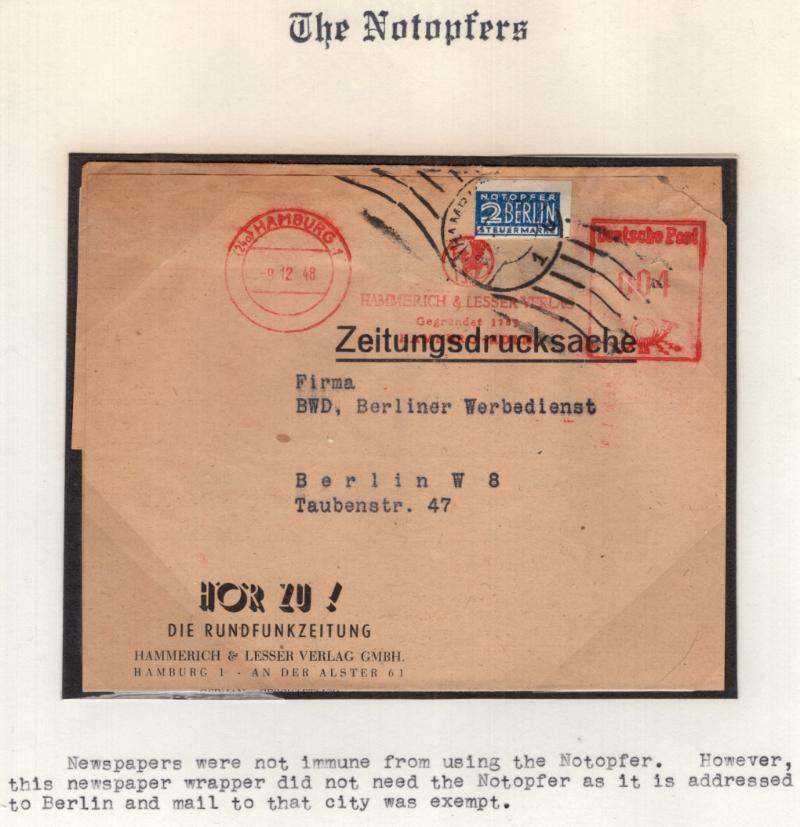 The Notopfers
(24a) HAMBURG 1
-9.12.48
NOTOPFER
2 BERLIN
STEUERMARKE
Deutsche Post
004
HAMMERICH & LESSER VERLAG
Gegründet 1789
Zeitungsdrucksache
Firma
BWD, Berliner Werbedienst
Berlin W 8
Taubenstr. 47
HÖR ZU !
DIE RUNDFUNKZEITUNG
HAMMERICH & LESSER VERLAG GMBH.
HAMBURG 1 - AN DER ALSTER 61
Newspapers were not immune from using the Notopfer. However,
this newspaper wrapper did not need the Notopfer as it is addressed
to Berlin and mail to that city was exempt.